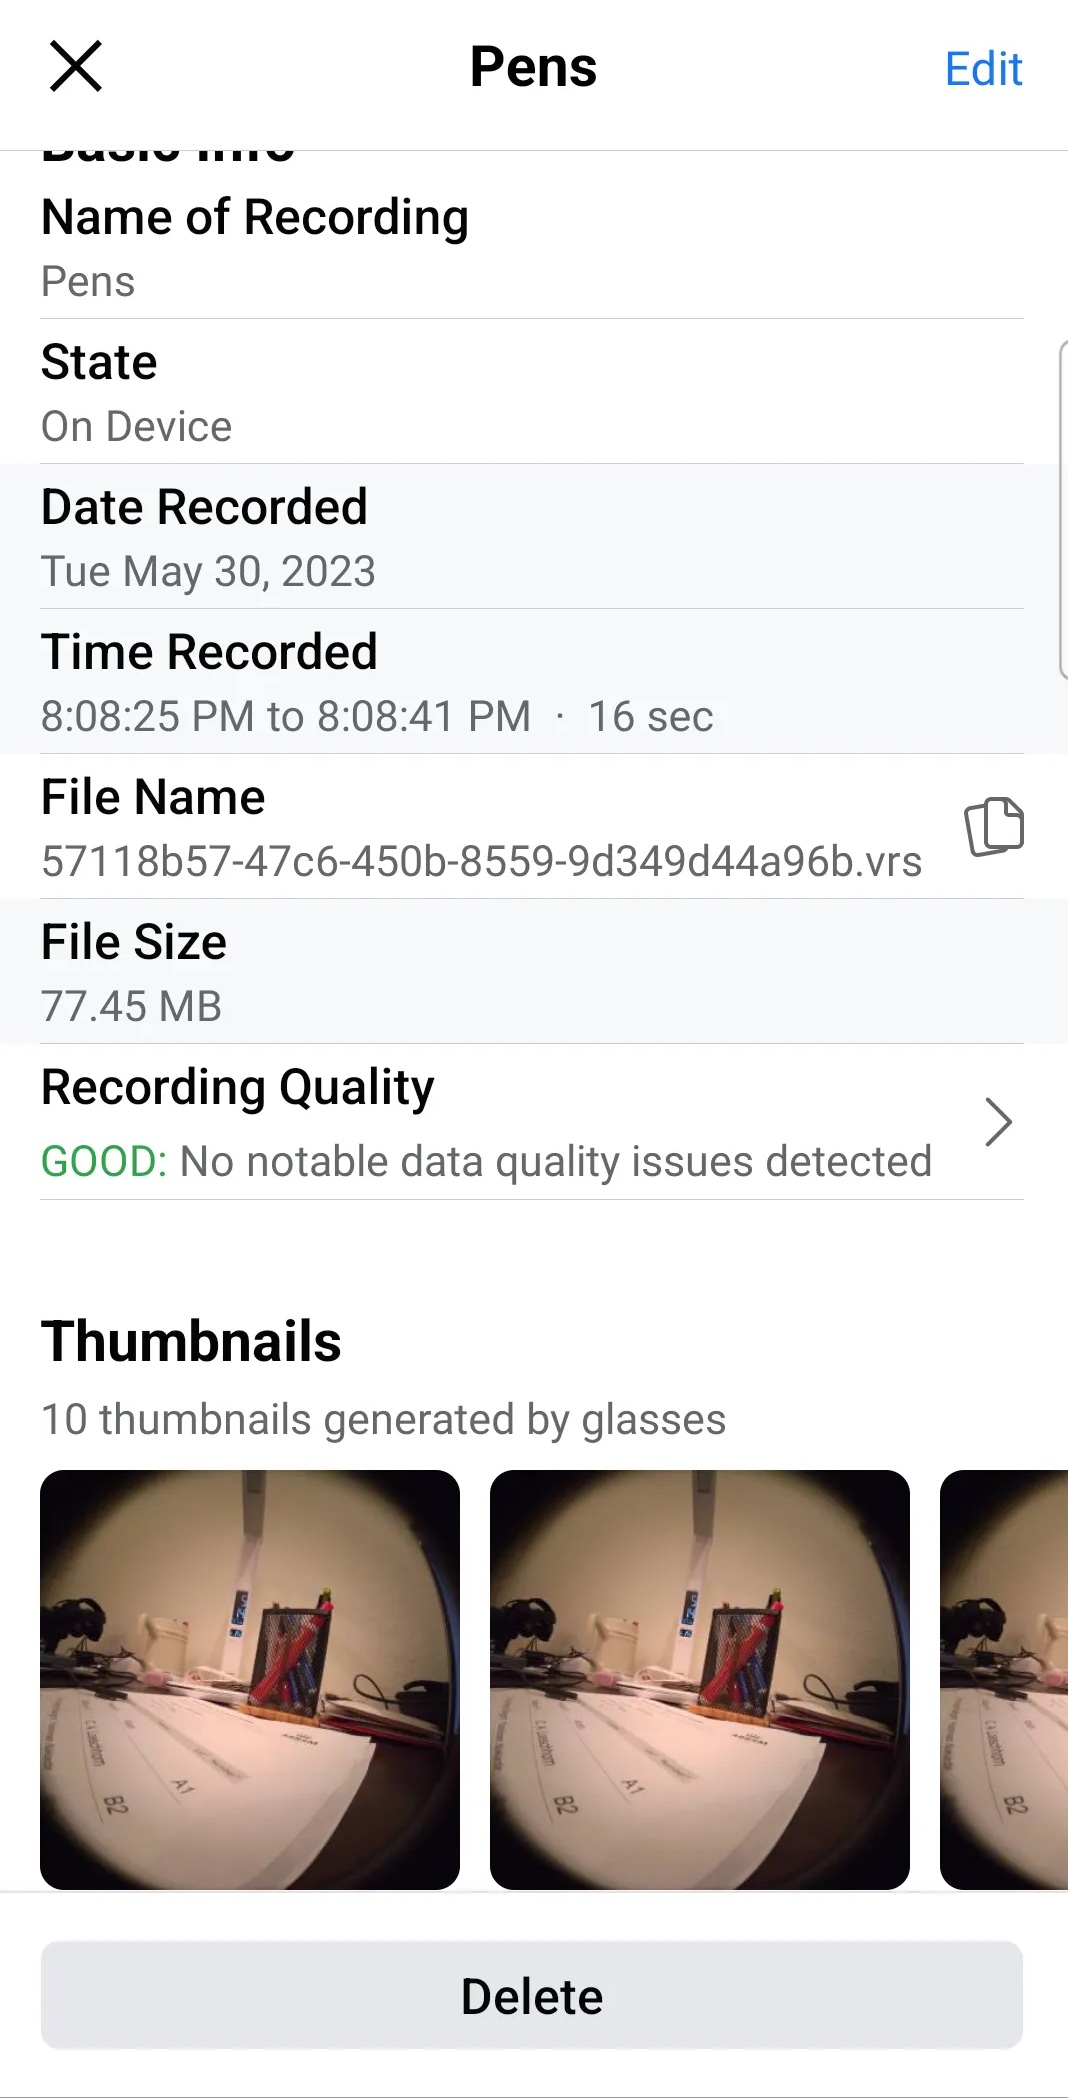 Pens
Edit
Basic Info
Name of Recording
Pens
State
On Device
Date Recorded
Tue May 30, 2023
Time Recorded
8:08:25 PM to 8:08:41 PM · 16 sec
File Name
57118b57-47c6-450b-8559-9d349d44a96b.vrs
File Size
77.45 MB
Recording Quality
GOOD: No notable data quality issues detected
Thumbnails
10 thumbnails generated by glasses
A1
B2
A1
B2
B2
Delete